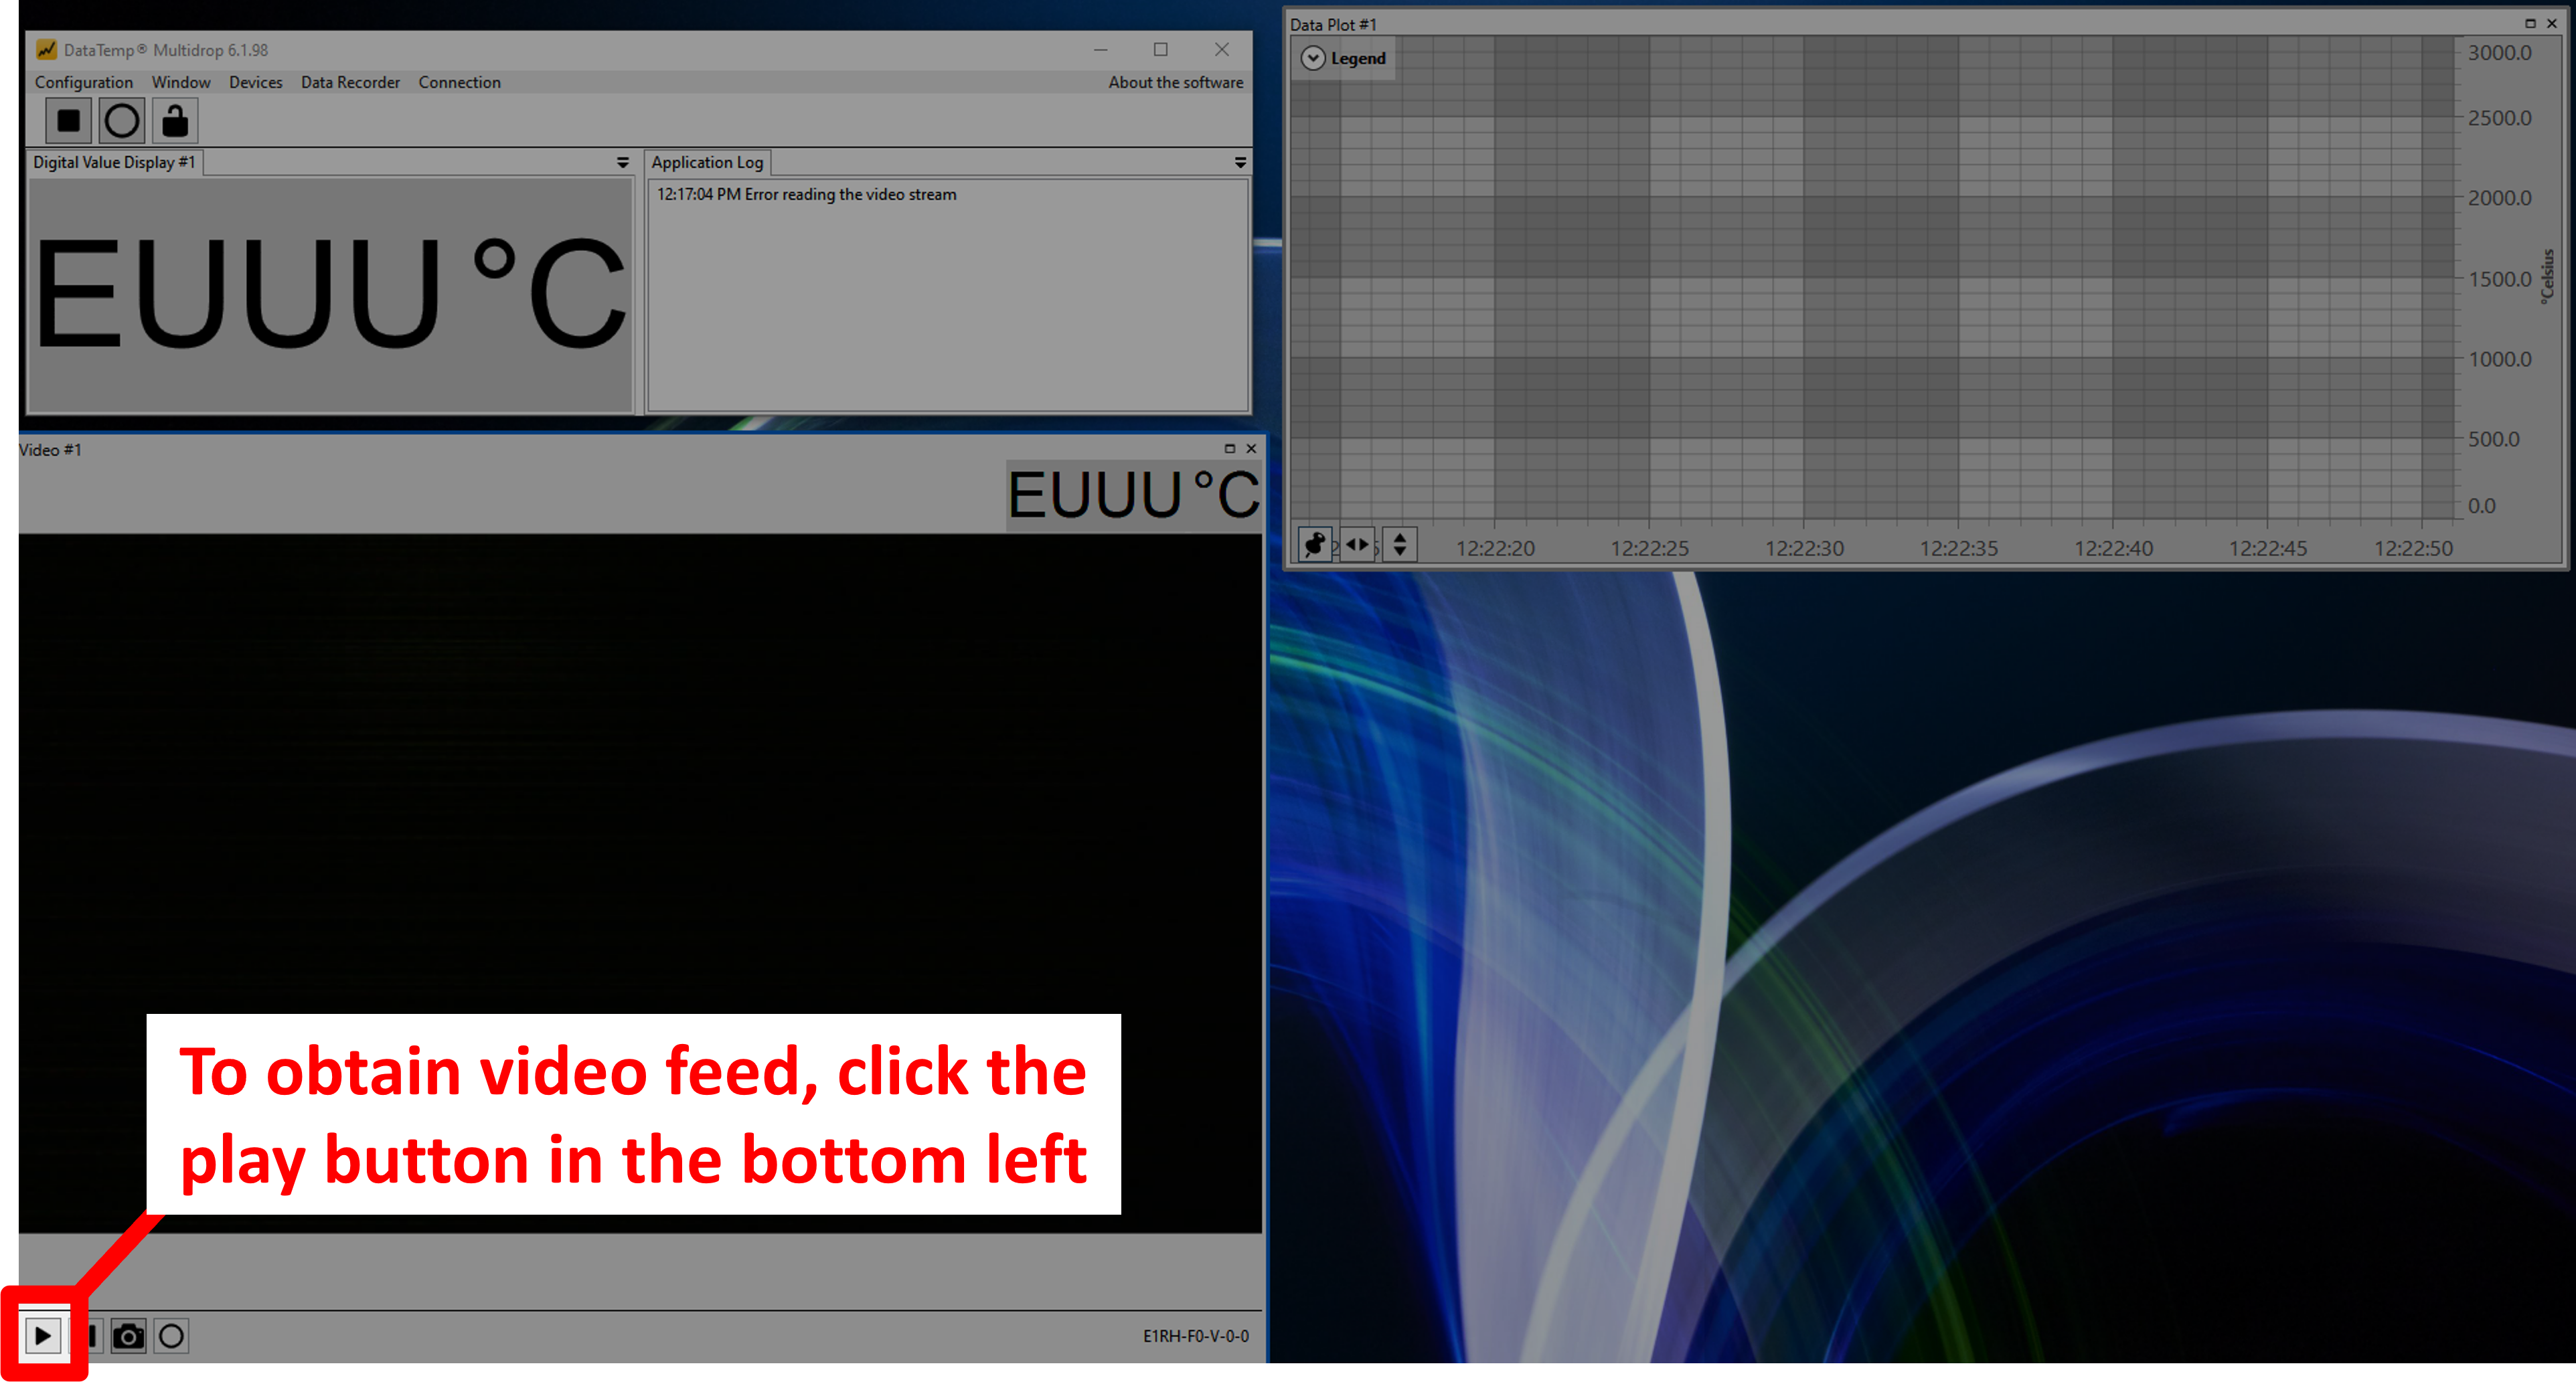 DataTemp® Multidrop 6.1.98
Configuration Window Devices Data Recorder Connection About the software
Digital Value Display #1
EUUU °C
Application Log
12:17:04 PM Error reading the video stream
Data Plot #1
Legend
3000.0
2500.0
2000.0
1500.0
1000.0
500.0
0.0
°Celsius
12:22:20 12:22:25 12:22:30 12:22:35 12:22:40 12:22:45 12:22:50
Video #1
EUUU °C
To obtain video feed, click the
play button in the bottom left
E1RH-F0-V-0-0